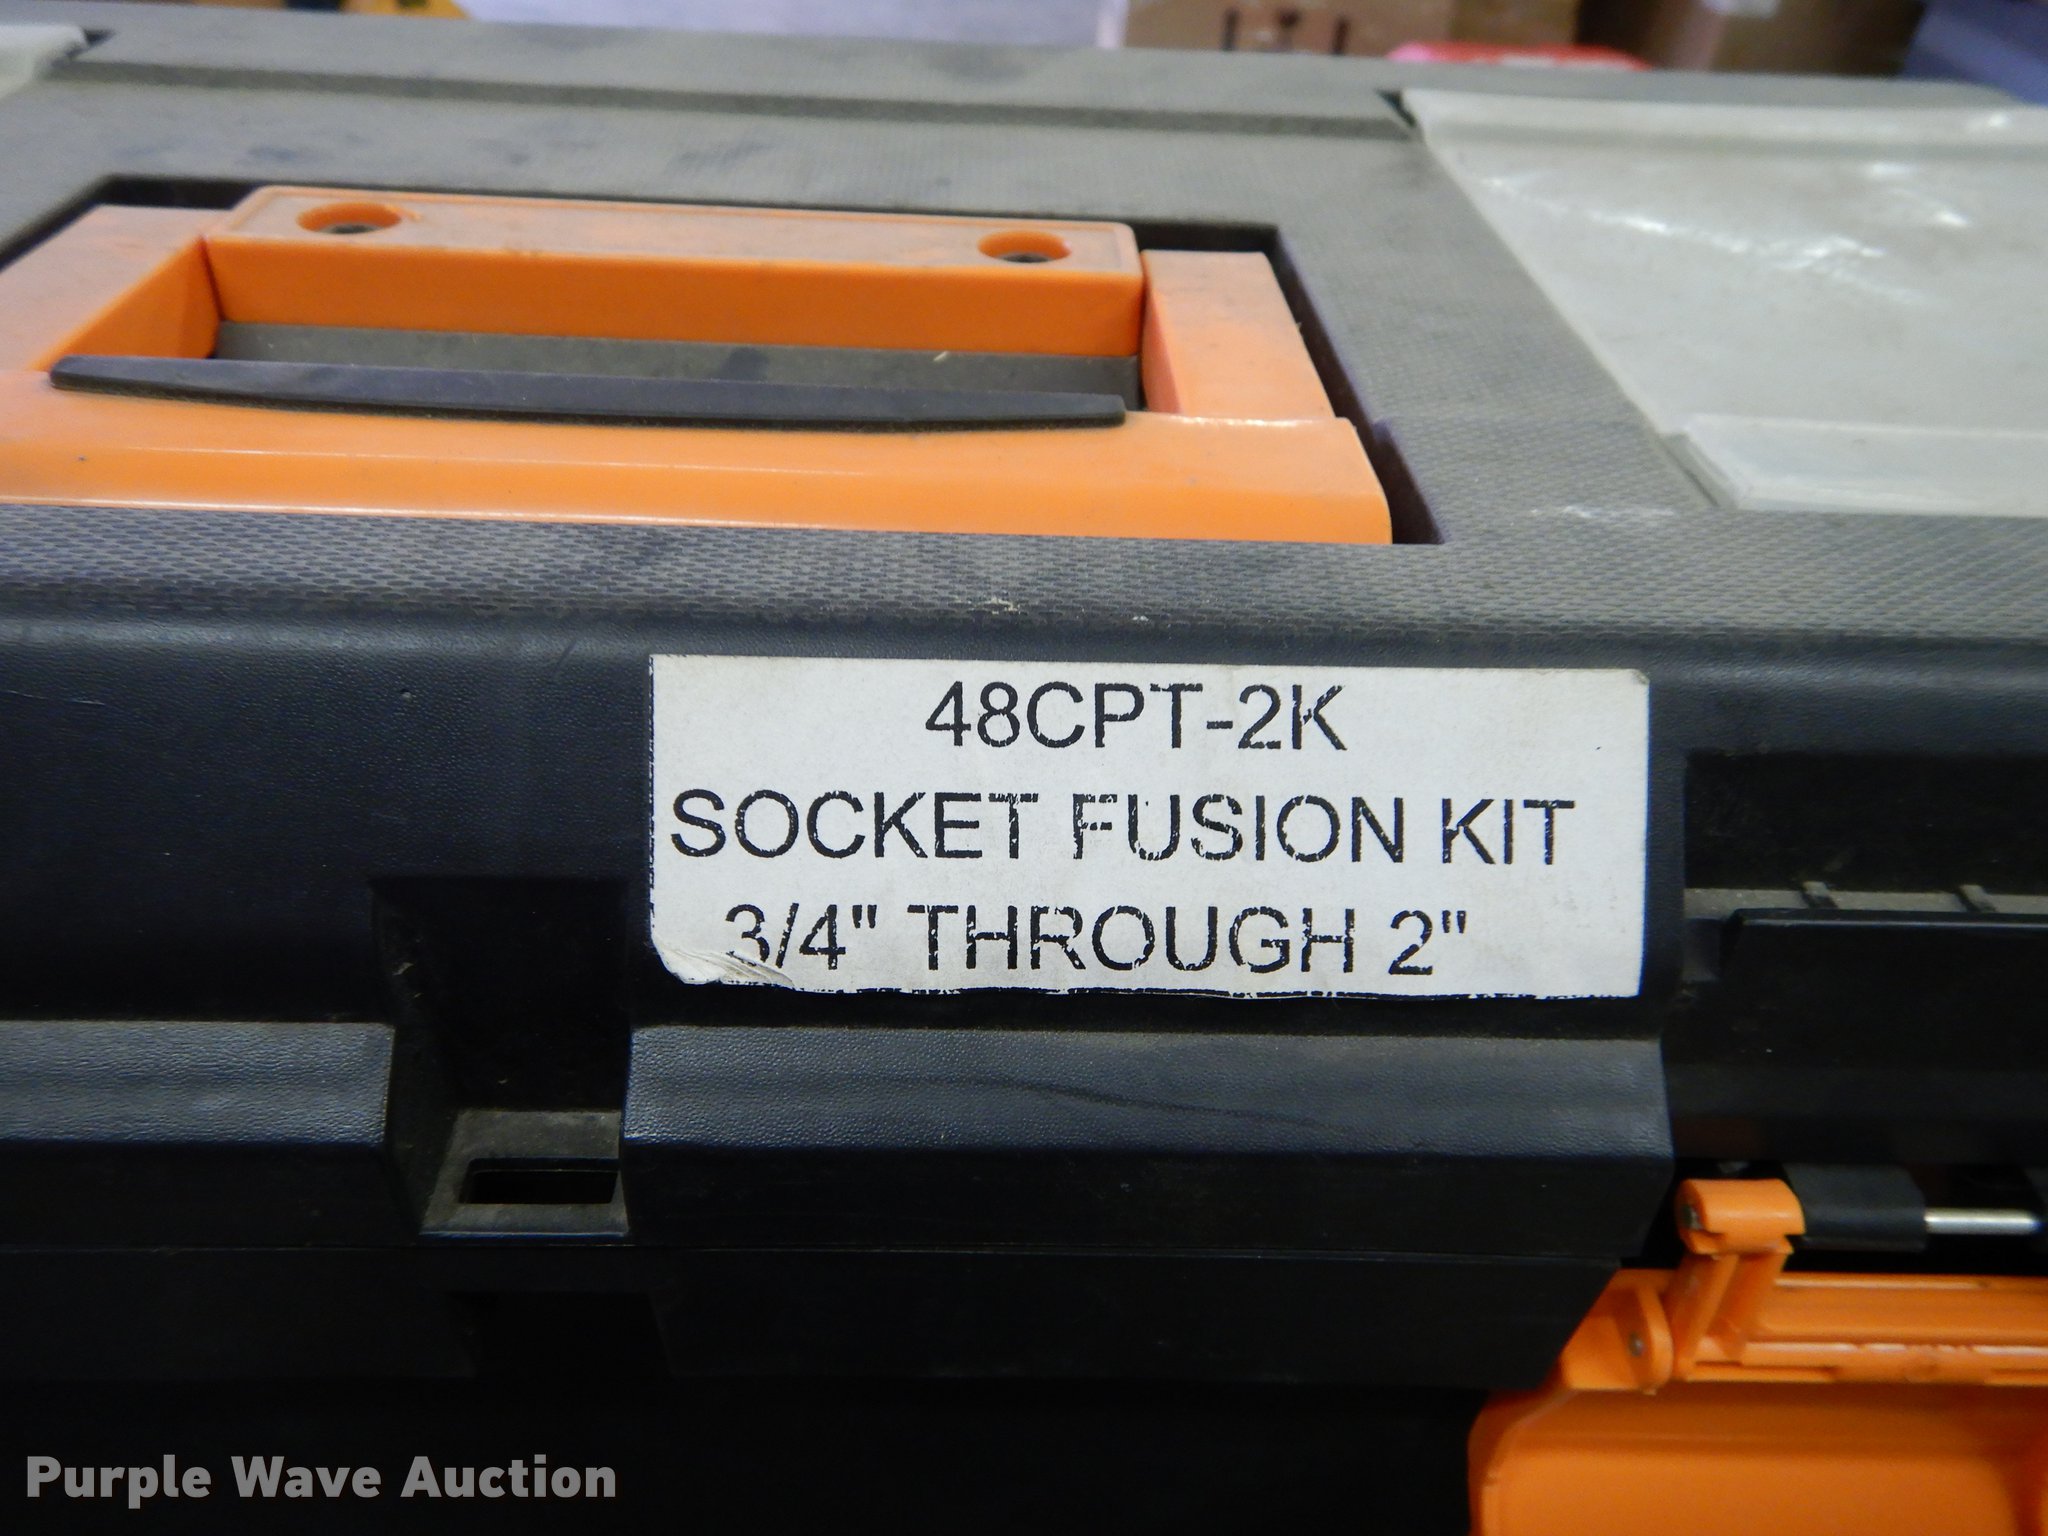 48CPT-2K
SOCKET FUSION KIT
3/4" THROUGH 2"
Purple Wave Auction